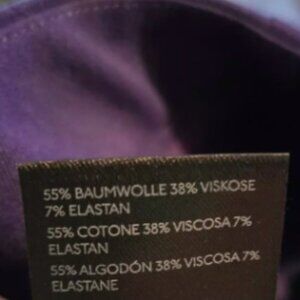 55% BAUMWOLLE 38% VISKOSE
7% ELASTAN
55% COTONE 38% VISCOSA 7%
ELASTAN
55% ALGODÓN 38% VISCOSA 7%
ELASTANE